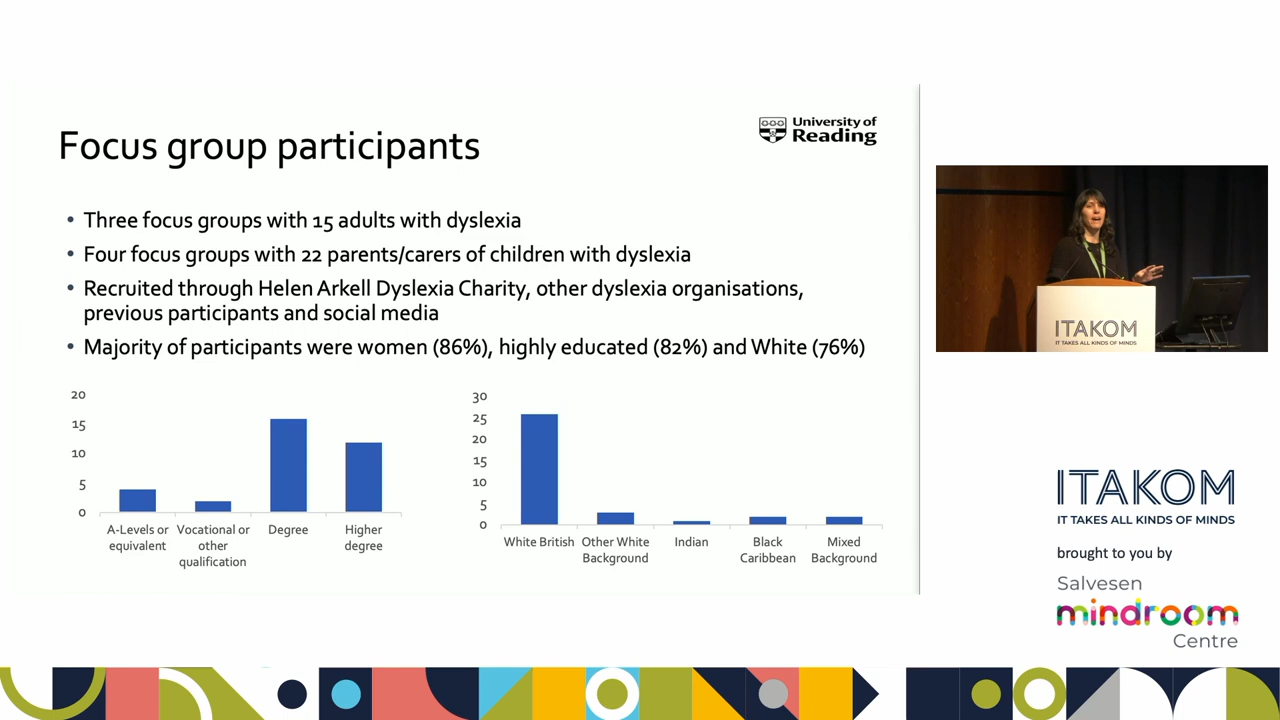 University of
Reading
Focus group participants
• Three focus groups with 15 adults with dyslexia
• Four focus groups with 22 parents/carers of children with dyslexia
• Recruited through Helen Arkell Dyslexia Charity, other dyslexia organisations,
previous participants and social media
• Majority of participants were women (86%), highly educated (82%) and White (76%)
20
15
10
5
0
A-Levels or
equivalent
Vocational or
other
qualification
Degree
Higher
degree
30
25
20
15
10
5
0
White British
Other White
Background
Indian
Black
Caribbean
Mixed
Background
ITAKOM
IT TAKES ALL KINDS OF MINDS
ITAKOM
IT TAKES ALL KINDS OF MINDS
brought to you by
Salvesen
mindroom
Centre